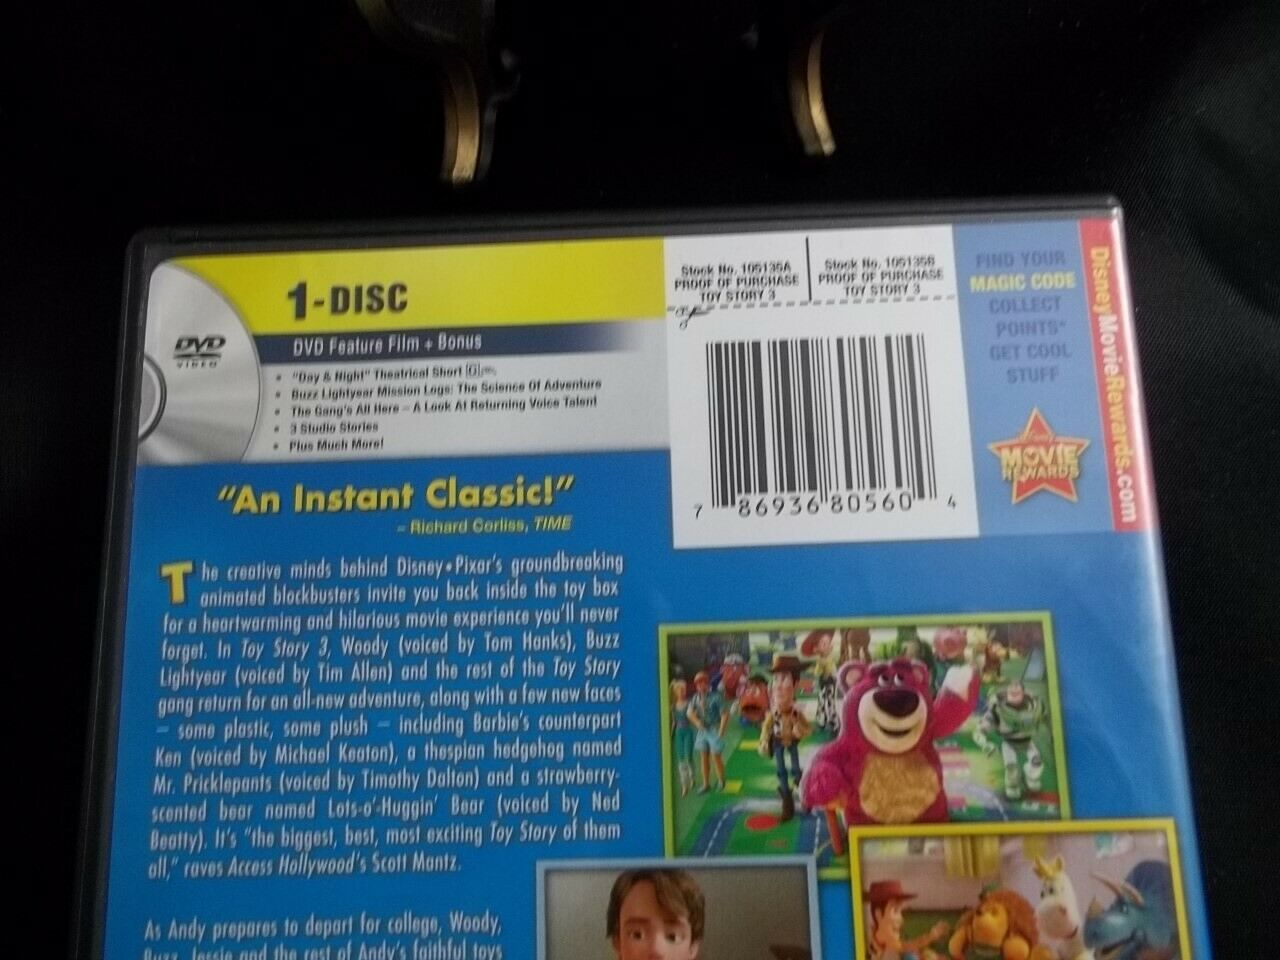 1-DISC
DVD
VIDEO
DVD Feature Film + Bonus
• "Day & Night" Theatrical Short
• Buzz Lightyear Mission Logs: The Science Of Adventure
• The Gang's All Here – A Look At Returning Voice Talent
• 3 Studio Stories
• Plus Much More!
Stock No. 105135A
PROOF OF PURCHASE
TOY STORY 3
Stock No. 105135B
PROOF OF PURCHASE
TOY STORY 3
7 86936 80560 4
FIND YOUR
MAGIC CODE
COLLECT
POINTS*
GET COOL
STUFF
Disney
MOVIE
REWARDS
DisneyMovieRewards.com
"An Instant Classic!"
– Richard Corliss, TIME
The creative minds behind Disney•Pixar's groundbreaking
animated blockbusters invite you back inside the toy box
for a heartwarming and hilarious movie experience you'll never
forget. In Toy Story 3, Woody (voiced by Tom Hanks), Buzz
Lightyear (voiced by Tim Allen) and the rest of the Toy Story
gang return for an all-new adventure, along with a few new faces
– some plastic, some plush – including Barbie's counterpart
Ken (voiced by Michael Keaton), a thespian hedgehog named
Mr. Pricklepants (voiced by Timothy Dalton) and a strawberry-
scented bear named Lots-o'-Huggin' Bear (voiced by Ned
Beatty). It's "the biggest, best, most exciting Toy Story of them
all," raves Access Hollywood's Scott Mantz.
As Andy prepares to depart for college, Woody,
Buzz, Jessie and the rest of Andy's faithful toys